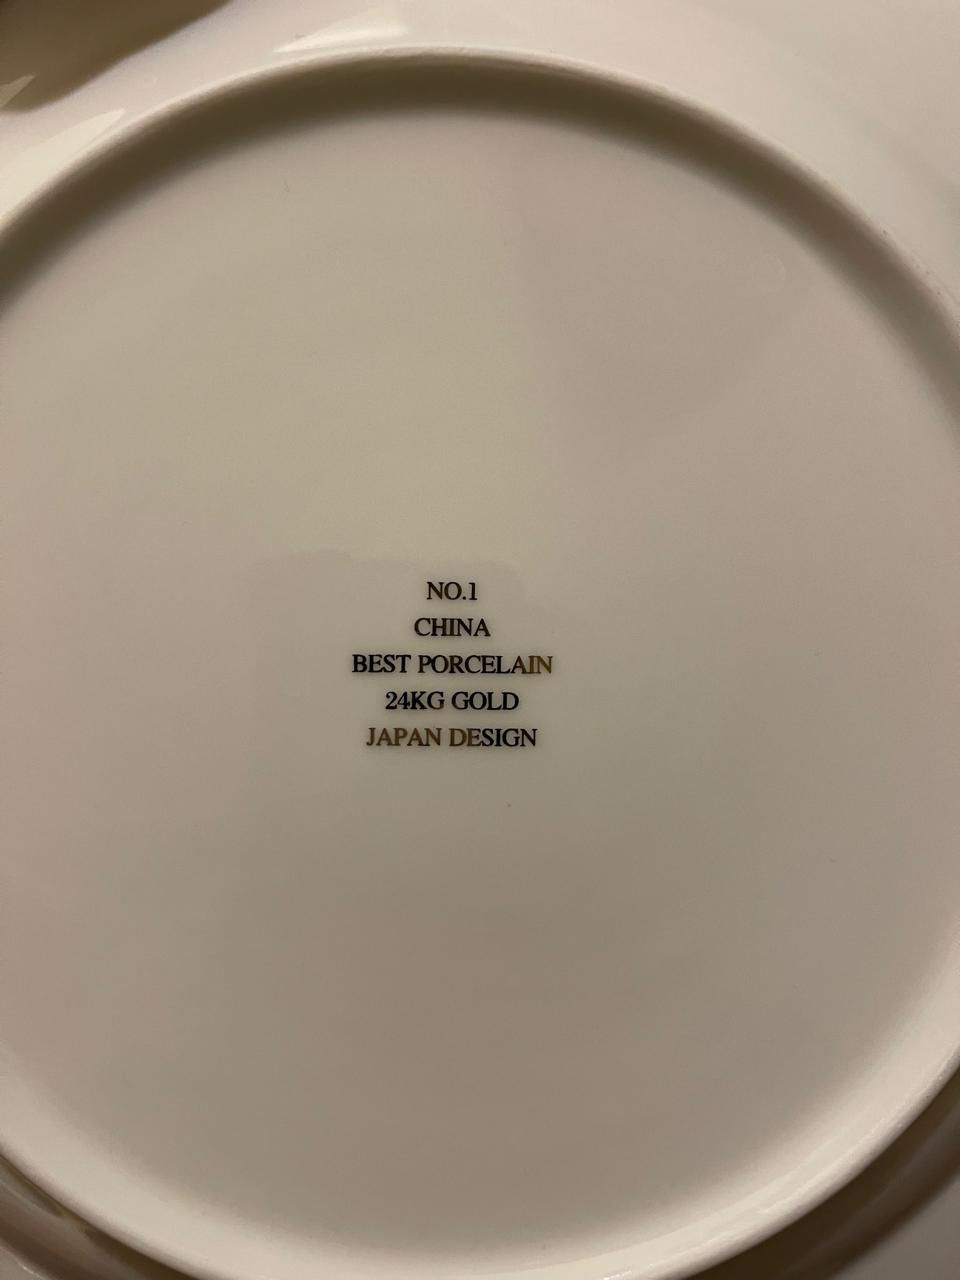 NO.1
CHINA
BEST PORCELAIN
24KG GOLD
JAPAN DESIGN